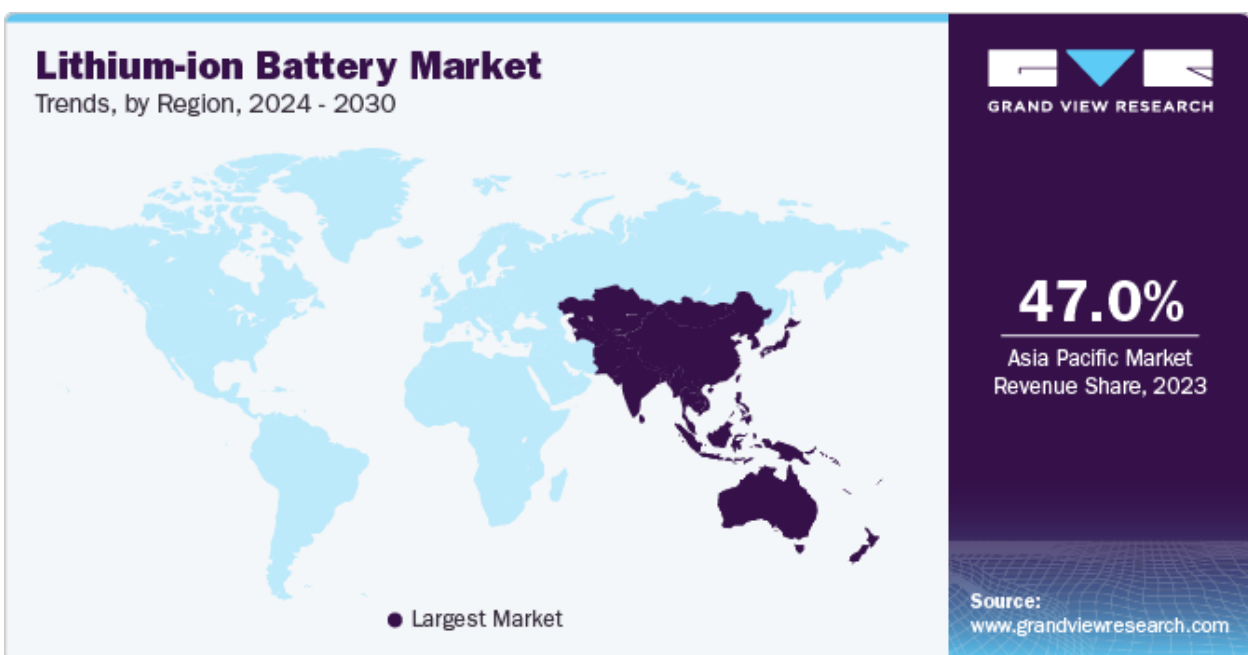 Lithium-ion Battery Market
Trends, by Region, 2024 - 2030
GVR
GRAND VIEW RESEARCH
47.0%
Asia Pacific Market
Revenue Share, 2023
Largest Market
Source:
www.grandviewresearch.com